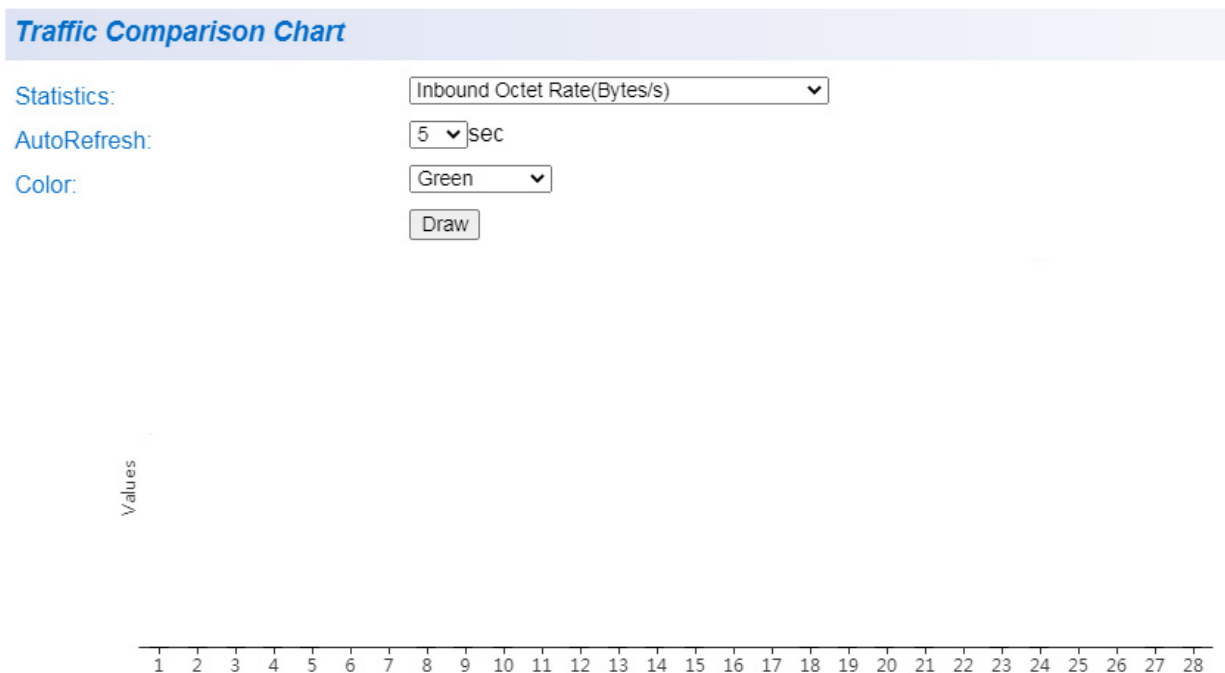 Traffic Comparison Chart
Statistics: Inbound Octet Rate(Bytes/s)
AutoRefresh: 5 sec
Color: Green
Draw
Values
1 2 3 4 5 6 7 8 9 10 11 12 13 14 15 16 17 18 19 20 21 22 23 24 25 26 27 28